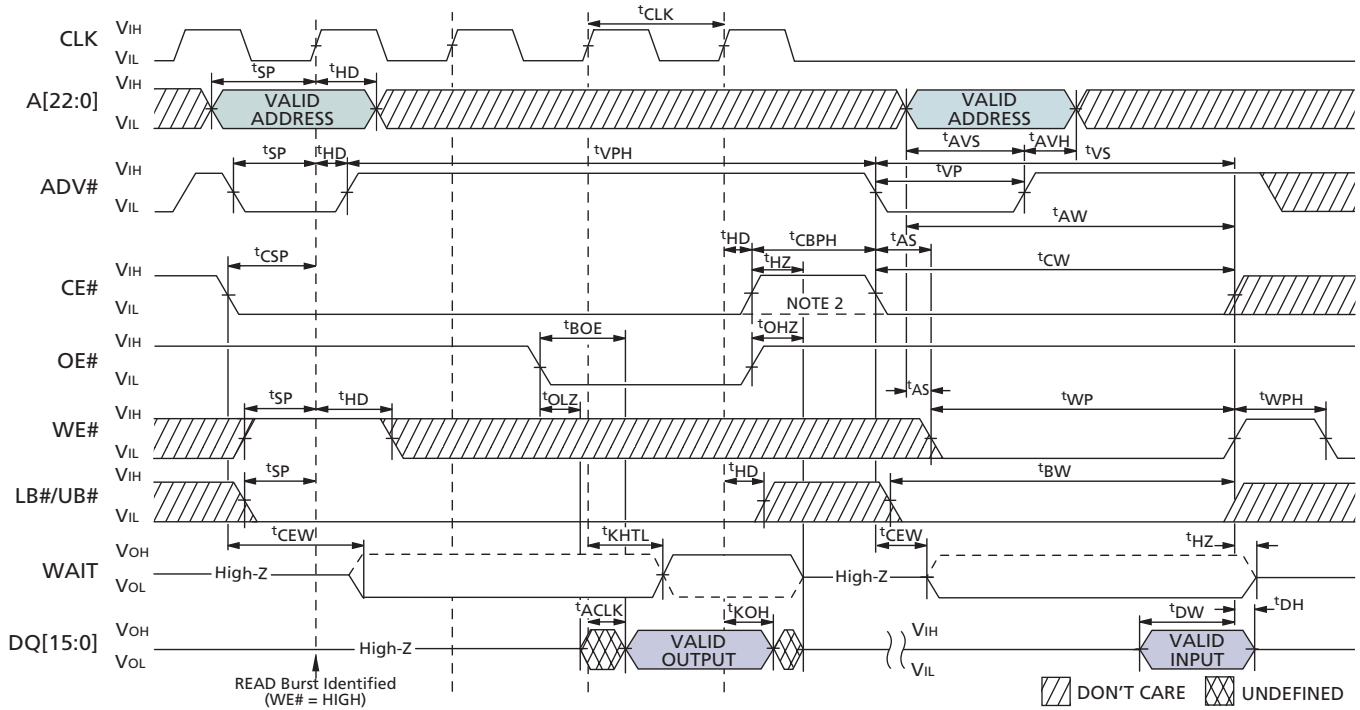 tCLK
CLK
VIH
VIL
tSP
tHD
A[22:0]
VIH
VIL
VALID
ADDRESS
VALID
ADDRESS
tSP
tHD
tVPH
tAVS
tAVH
tVS
ADV#
VIH
VIL
tVP
tAW
tCSP
tHD
tCBPH
tAS
tHZ
tCW
CE#
VIH
VIL
NOTE 2
tBOE
tOHZ
OE#
VIH
VIL
tSP
tHD
tOLZ
tAS
tWP
tWPH
WE#
VIH
VIL
tSP
tHD
tBW
LB#/UB#
VIH
VIL
tCEW
tKHTL
tCEW
tHZ
WAIT
VOH
VOL
High-Z
High-Z
tACLK
tKOH
tDW
tDH
DQ[15:0]
VOH
VOL
High-Z
VALID
OUTPUT
VIH
VIL
VALID
INPUT
READ Burst Identified
(WE# = HIGH)
DON'T CARE
UNDEFINED